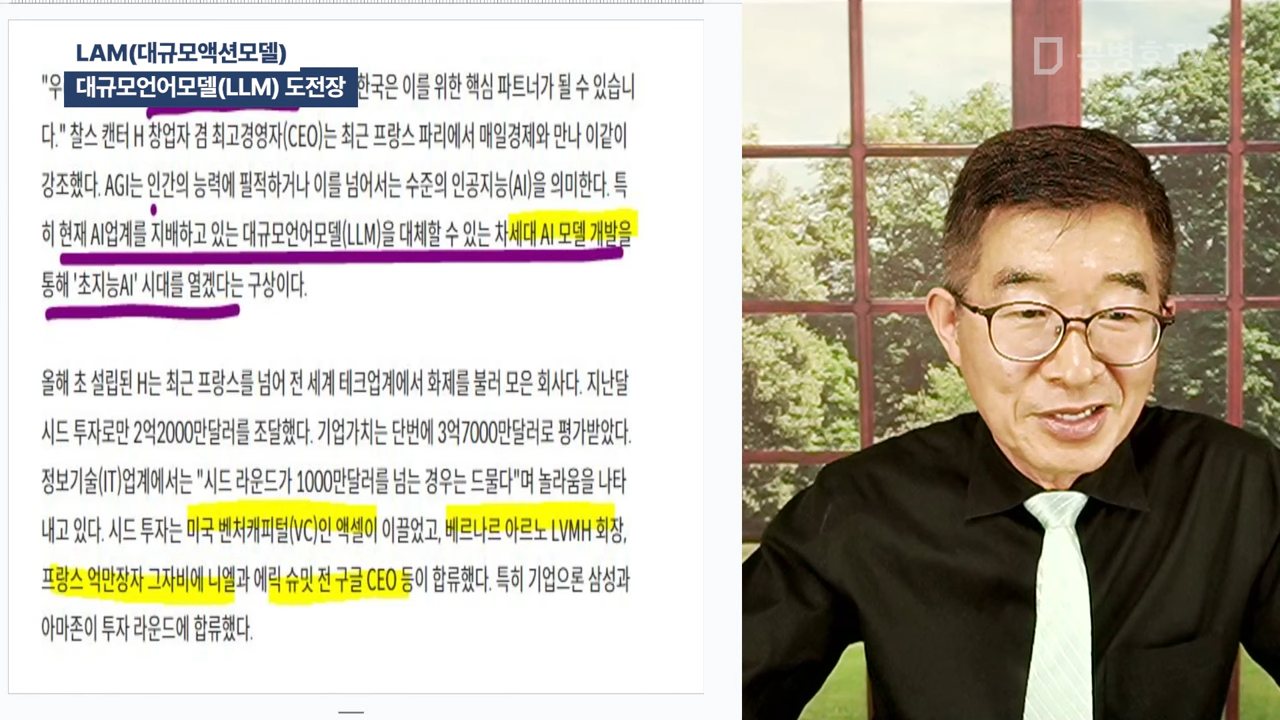 LAM(대규모액션모델)
대규모언어모델(LLM) 도전장
"우 한국은 이를 위한 핵심 파트너가 될 수 있습니
다." 찰스 캔터 H 창업자 겸 최고경영자(CEO)는 최근 프랑스 파리에서 매일경제와 만나 이같이
강조했다. AGI는 인간의 능력에 필적하거나 이를 넘어서는 수준의 인공지능(AI)을 의미한다. 특
히 현재 AI업계를 지배하고 있는 대규모언어모델(LLM)을 대체할 수 있는 차세대 AI 모델 개발을
통해 '초지능AI' 시대를 열겠다는 구상이다.
올해 초 설립된 H는 최근 프랑스를 넘어 전 세계 테크업계에서 화제를 불러 모은 회사다. 지난달
시드 투자로만 2억2000만달러를 조달했다. 기업가치는 단번에 3억7000만달러로 평가받았다.
정보기술(IT)업계에서는 "시드 라운드가 1000만달러를 넘는 경우는 드물다"며 놀라움을 나타
내고 있다. 시드 투자는 미국 벤처캐피털(VC)인 액셀이 이끌었고, 베르나르 아르노 LVMH 회장,
프랑스 억만장자 그자비에 니엘과 에릭 슈밋 전 구글 CEO 등이 합류했다. 특히 기업으론 삼성과
아마존이 투자 라운드에 합류했다.